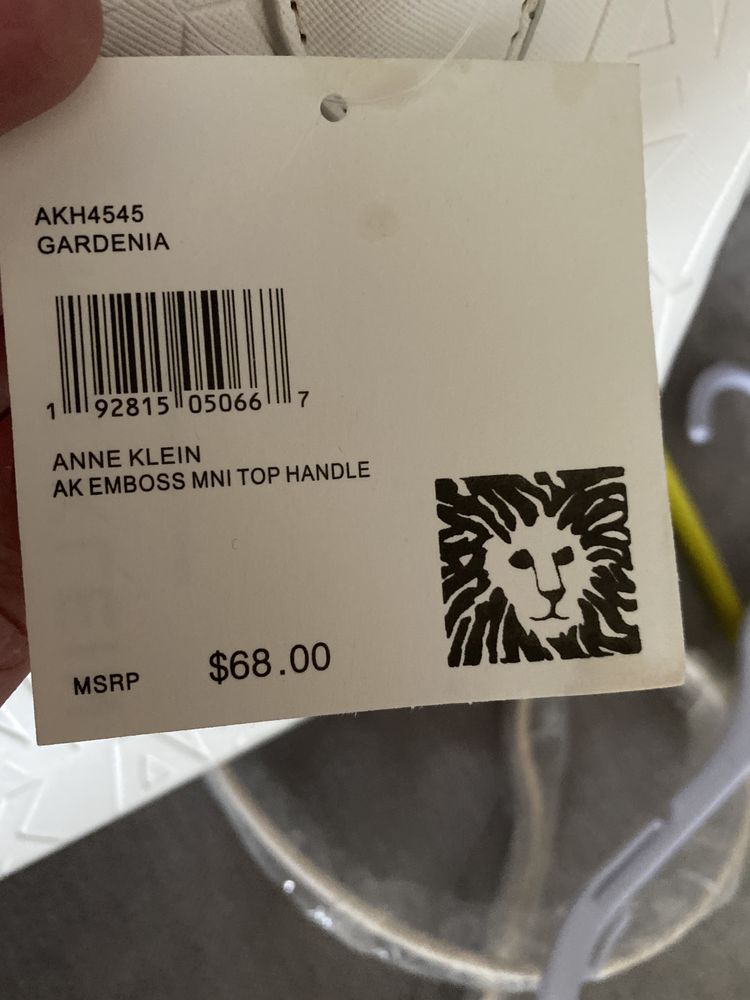 AKH4545
GARDENIA
1 92815 05066 7
ANNE KLEIN
AK EMBOSS MNI TOP HANDLE
MSRP $68.00